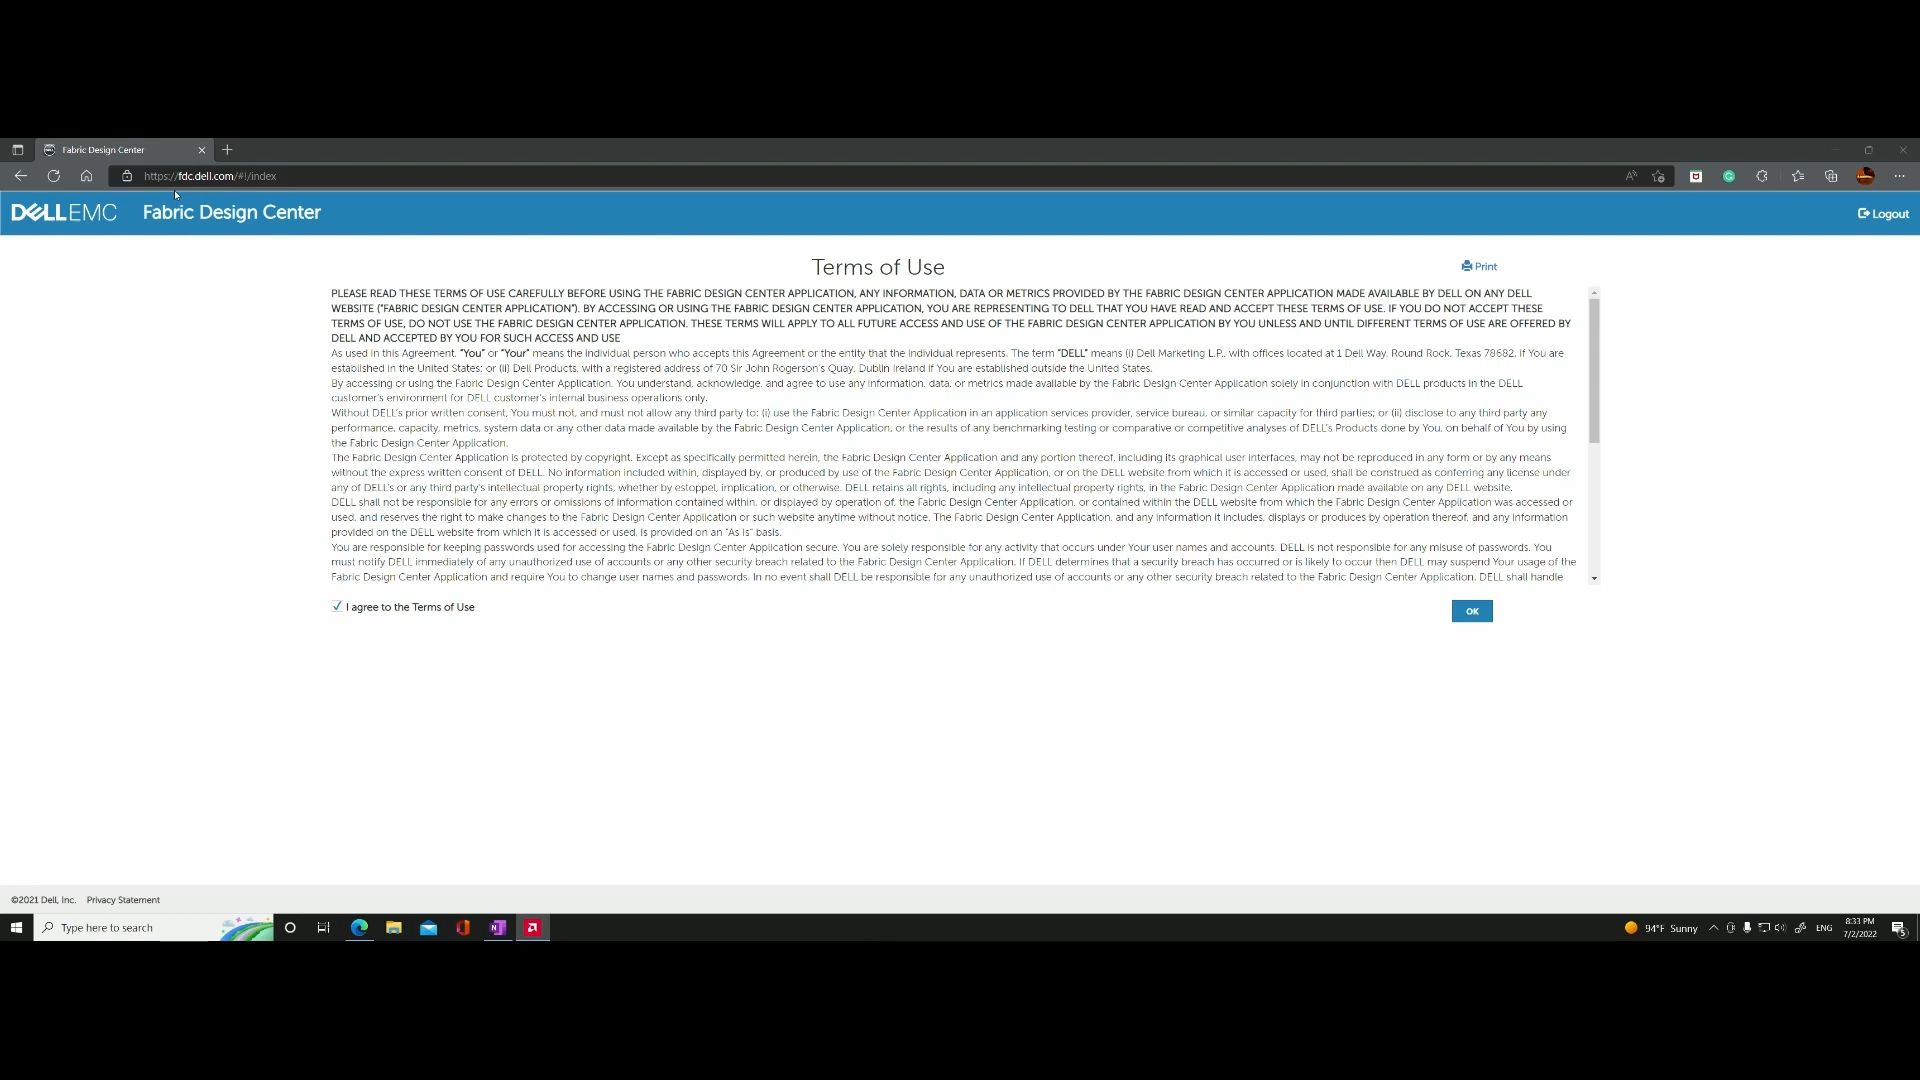 Fabric Design Center
https://fdc.dell.com/#!/index
DELLEMC Fabric Design Center
Logout
Terms of Use
Print
PLEASE READ THESE TERMS OF USE CAREFULLY BEFORE USING THE FABRIC DESIGN CENTER APPLICATION, ANY INFORMATION, DATA OR METRICS PROVIDED BY THE FABRIC DESIGN CENTER APPLICATION MADE AVAILABLE BY DELL ON ANY DELL
WEBSITE ("FABRIC DESIGN CENTER APPLICATION"). BY ACCESSING OR USING THE FABRIC DESIGN CENTER APPLICATION, YOU ARE REPRESENTING TO DELL THAT YOU HAVE READ AND ACCEPT THESE TERMS OF USE. IF YOU DO NOT ACCEPT THESE
TERMS OF USE, DO NOT USE THE FABRIC DESIGN CENTER APPLICATION. THESE TERMS WILL APPLY TO ALL FUTURE ACCESS AND USE OF THE FABRIC DESIGN CENTER APPLICATION BY YOU UNLESS AND UNTIL DIFFERENT TERMS OF USE ARE OFFERED BY
DELL AND ACCEPTED BY YOU FOR SUCH ACCESS AND USE
As used in this Agreement, "You" or "Your" means the individual person who accepts this Agreement or the entity that the individual represents. The term "DELL" means (i) Dell Marketing L.P., with offices located at 1 Dell Way, Round Rock, Texas 78682, if You are
established in the United States; or (ii) Dell Products, with a registered address of 70 Sir John Rogerson's Quay, Dublin Ireland if You are established outside the United States.
By accessing or using the Fabric Design Center Application, You understand, acknowledge, and agree to use any information, data, or metrics made available by the Fabric Design Center Application solely in conjunction with DELL products in the DELL
customer's environment for DELL customer's internal business operations only.
Without DELL's prior written consent, You must not, and must not allow any third party to: (i) use the Fabric Design Center Application in an application services provider, service bureau, or similar capacity for third parties; or (ii) disclose to any third party any
performance, capacity, metrics, system data or any other data made available by the Fabric Design Center Application, or the results of any benchmarking testing or comparative or competitive analyses of DELL's Products done by You, on behalf of You by using
the Fabric Design Center Application.
The Fabric Design Center Application is protected by copyright. Except as specifically permitted herein, the Fabric Design Center Application and any portion thereof, including its graphical user interfaces, may not be reproduced in any form or by any means
without the express written consent of DELL. No information included within, displayed by, or produced by use of the Fabric Design Center Application, or on the DELL website from which it is accessed or used, shall be construed as conferring any license under
any of DELL's or any third party's intellectual property rights, whether by estoppel, implication, or otherwise. DELL retains all rights, including any intellectual property rights, in the Fabric Design Center Application made available on any DELL website.
DELL shall not be responsible for any errors or omissions of information contained within, or displayed by operation of, the Fabric Design Center Application, or contained within the DELL website from which the Fabric Design Center Application was accessed or
used, and reserves the right to make changes to the Fabric Design Center Application or such website anytime without notice. The Fabric Design Center Application, and any information it includes, displays or produces by operation thereof, and any information
provided on the DELL website from which it is accessed or used, is provided on an "As Is" basis.
You are responsible for keeping passwords used for accessing the Fabric Design Center Application secure. You are solely responsible for any activity that occurs under Your user names and accounts. DELL is not responsible for any misuse of passwords. You
must notify DELL immediately of any unauthorized use of accounts or any other security breach related to the Fabric Design Center Application. If DELL determines that a security breach has occurred or is likely to occur then DELL may suspend Your usage of the
Fabric Design Center Application and require You to change user names and passwords. In no event shall DELL be responsible for any unauthorized use of accounts or any other security breach related to the Fabric Design Center Application. DELL shall handle
I agree to the Terms of Use
OK
©2021 Dell, Inc. Privacy Statement
Type here to search
94°F Sunny
ENG
8:33 PM
7/2/2022
5